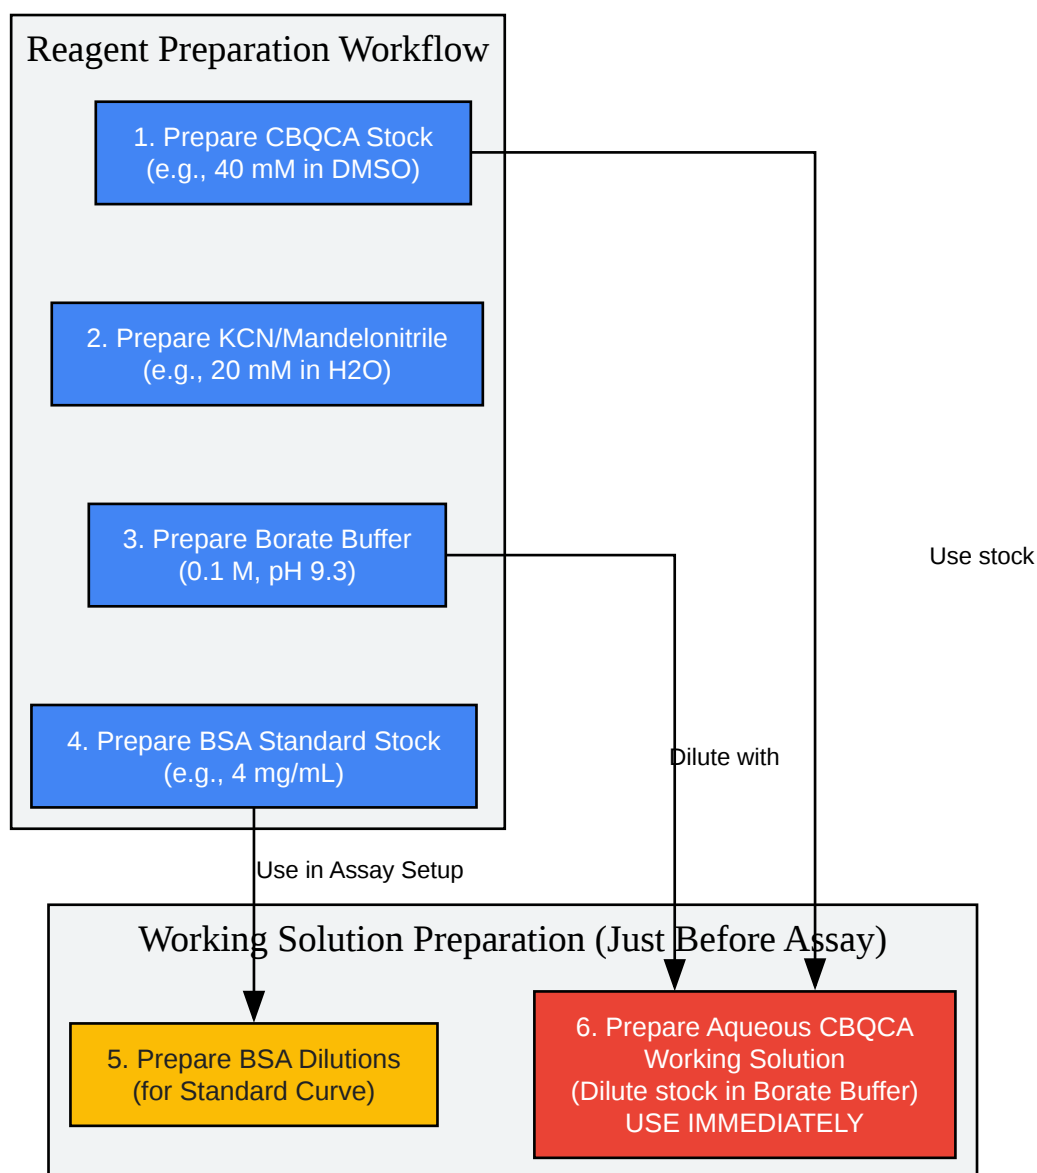 Reagent Preparation Workflow
1. Prepare CBQCA Stock
(e.g., 40 mM in DMSO)
2. Prepare KCN/Mandelonitrile
(e.g., 20 mM in H2O)
3. Prepare Borate Buffer
(0.1 M, pH 9.3)
Use stock
4. Prepare BSA Standard Stock
(e.g., 4 mg/mL)
Dilute with
Use in Assay Setup
Working Solution Preparation (Just Before Assay)
5. Prepare BSA Dilutions
(for Standard Curve)
6. Prepare Aqueous CBQCA
Working Solution
(Dilute stock in Borate Buffer)
USE IMMEDIATELY